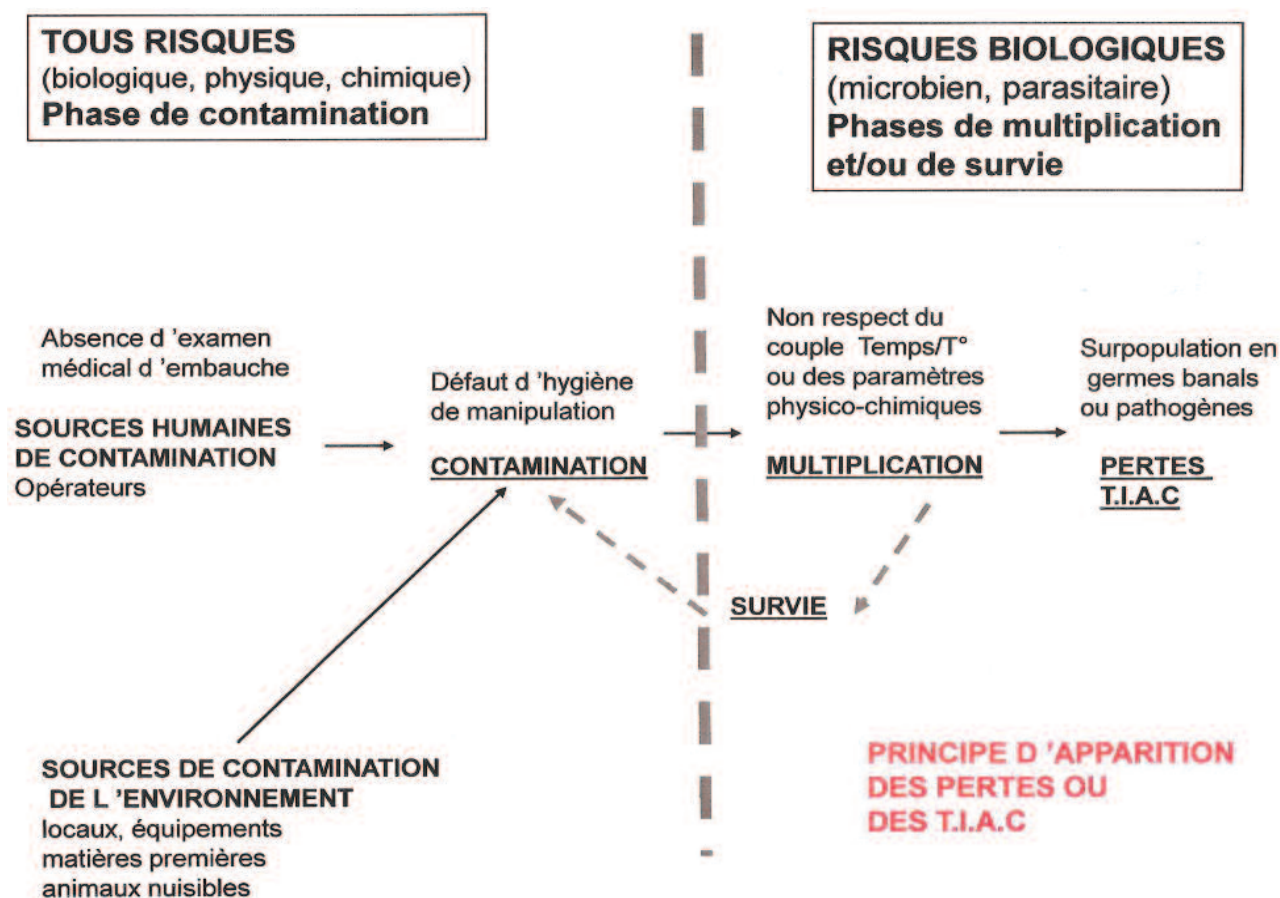 TOUS RISQUES
(biologique, physique, chimique)
Phase de contamination
RISQUES BIOLOGIQUES
(microbien, parasitaire)
Phases de multiplication
et/ou de survie
Absence d 'examen
médical d 'embauche
SOURCES HUMAINES
DE CONTAMINATION
Opérateurs
Défaut d 'hygiène
de manipulation
CONTAMINATION
Non respect du
couple Temps/T°
ou des paramètres
physico-chimiques
MULTIPLICATION
Surpopulation en
germes banals
ou pathogènes
PERTES
T.I.A.C
SURVIE
SOURCES DE CONTAMINATION
DE L 'ENVIRONNEMENT
locaux, équipements
matières premières
animaux nuisibles
PRINCIPE D 'APPARITION
DES PERTES OU
DES T.I.A.C